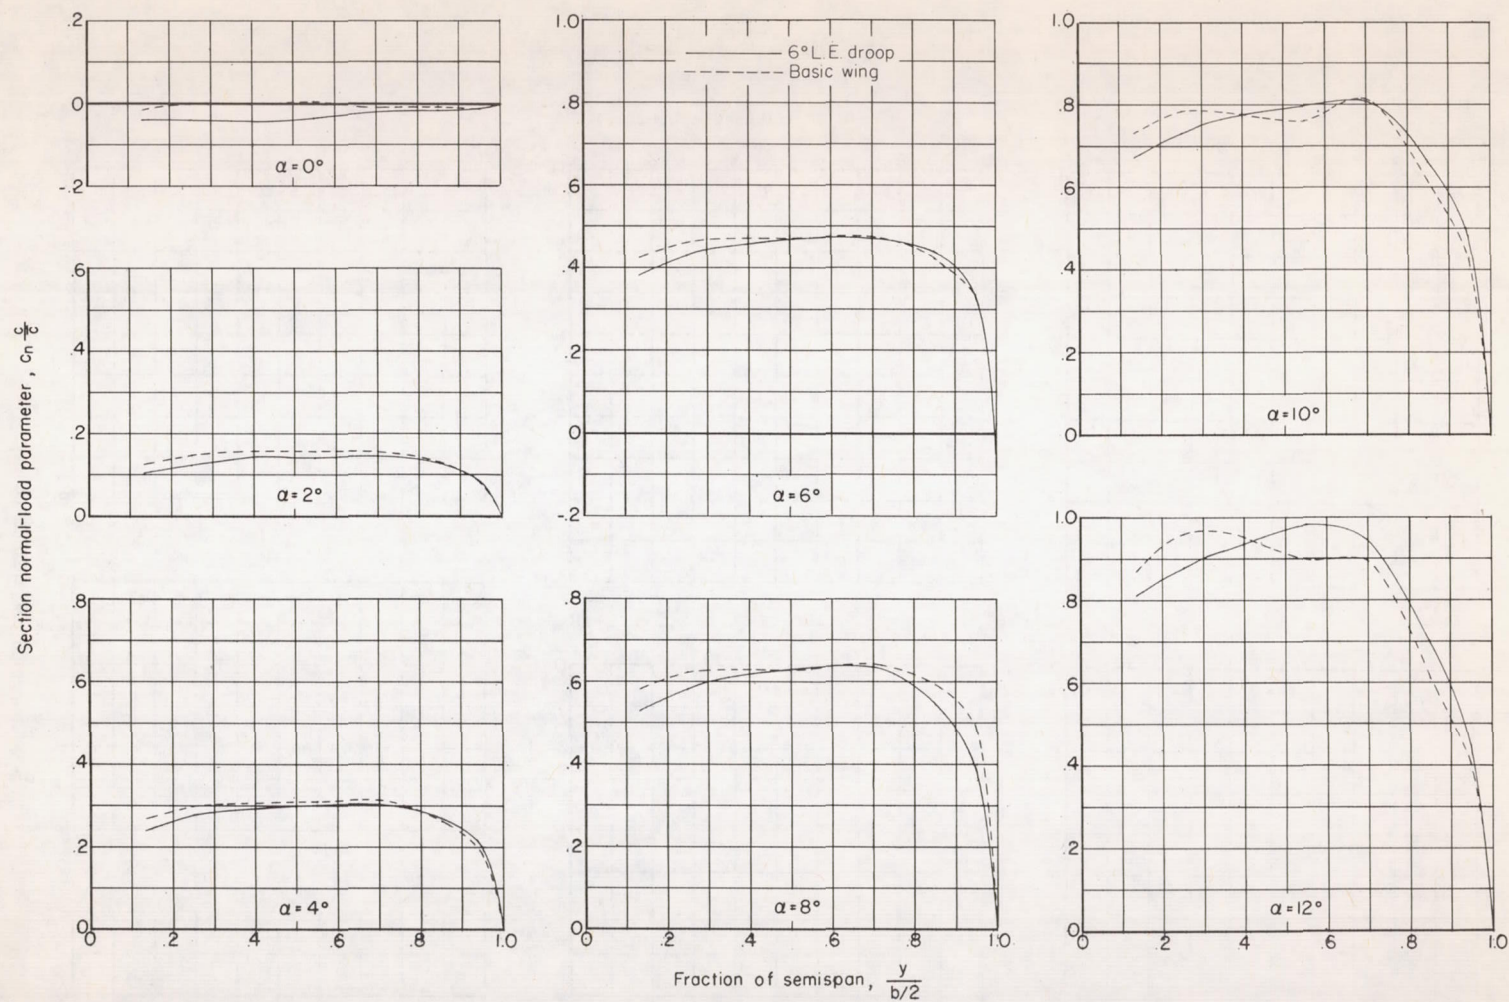 .2
0
-.2
α = 0°
.6
.4
.2
0
α = 2°
.8
.6
.4
.2
0
α = 4°
0 .2 .4 .6 .8 1.0
Section normal-load parameter , cn c/c
1.0
.8
.6
.4
.2
0
-.2
6° L.E. droop
Basic wing
α = 6°
.8
.6
.4
.2
0
α = 8°
0 .2 .4 .6 .8 1.0
Fraction of semispan, y
b/2
1.0
.8
.6
.4
.2
0
α = 10°
1.0
.8
.6
.4
.2
0
α = 12°
0 .2 .4 .6 .8 1.0